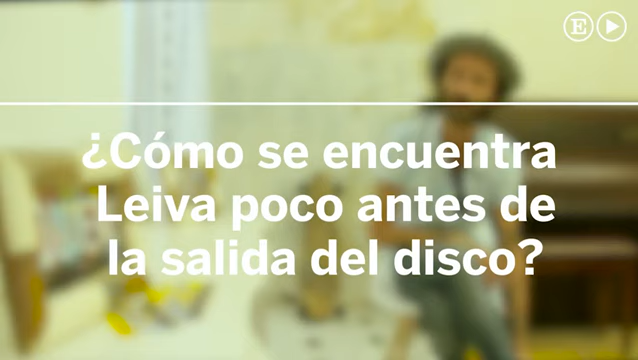 E
¿Cómo se encuentra
Leiva poco antes de
la salida del disco?